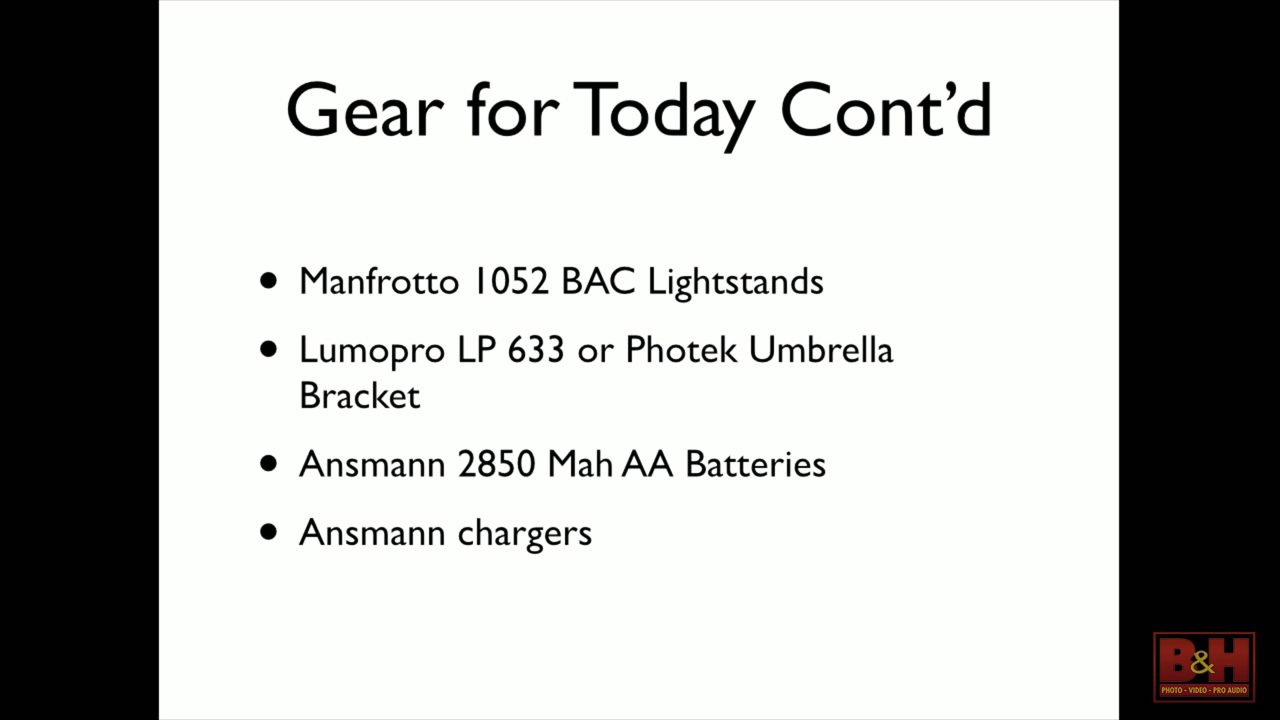 Gear for Today Cont’d
• Manfrotto 1052 BAC Lightstands
• Lumopro LP 633 or Photek Umbrella
Bracket
• Ansmann 2850 Mah AA Batteries
• Ansmann chargers
B&H
PHOTO - VIDEO - PRO AUDIO